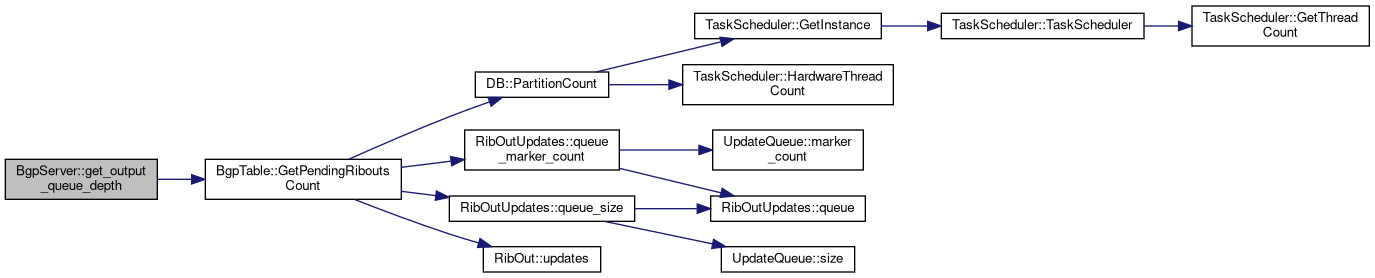 BgpServer::get_output
_queue_depth
BgpTable::GetPendingRibouts
Count
DB::PartitionCount
TaskScheduler::GetInstance
TaskScheduler::TaskScheduler
TaskScheduler::GetThread
Count
TaskScheduler::HardwareThread
Count
RibOutUpdates::queue
_marker_count
UpdateQueue::marker
_count
RibOutUpdates::queue
RibOutUpdates::queue_size
UpdateQueue::size
RibOut::updates